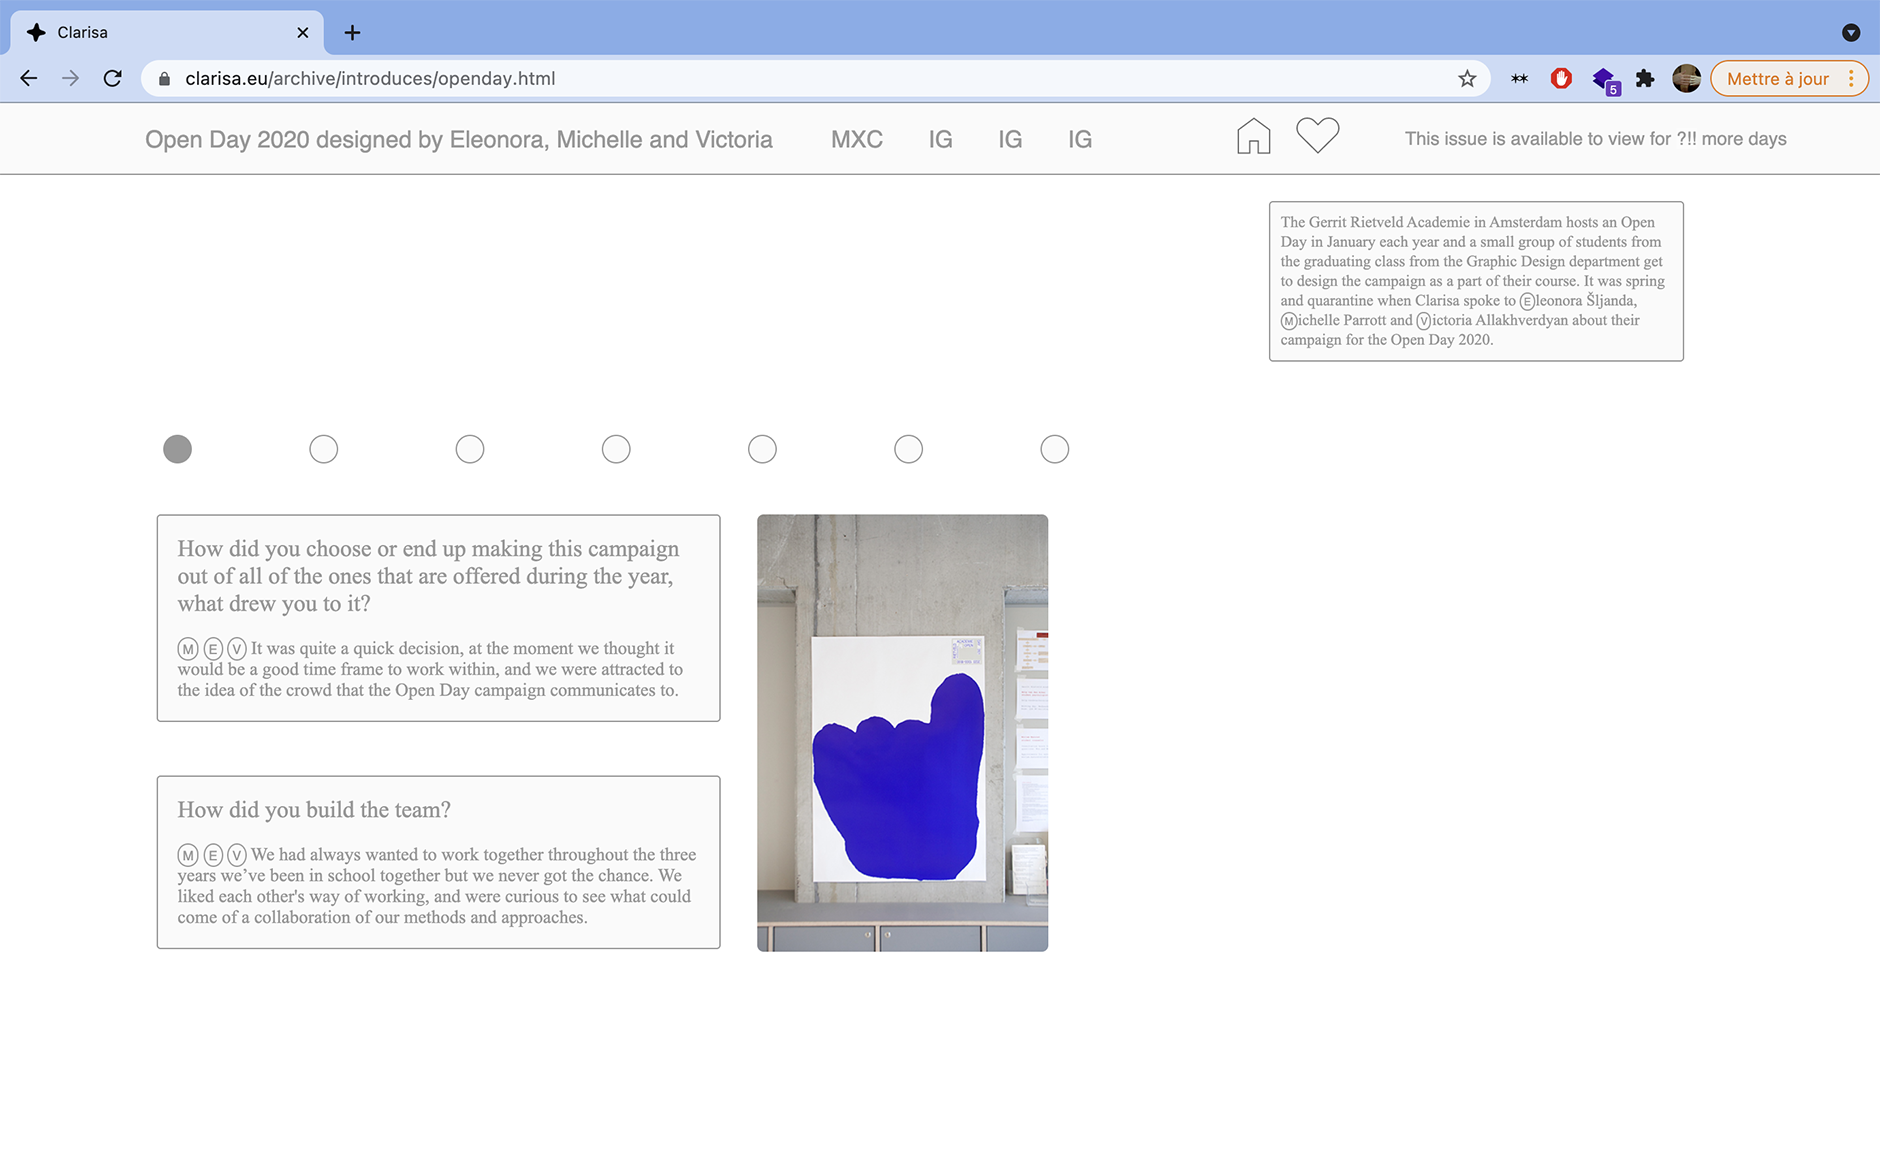 Clarisa
clarisa.eu/archive/introduces/openday.html
5
Mettre à jour
Open Day 2020 designed by Eleonora, Michelle and Victoria
MXC
IG
IG
IG
This issue is available to view for ?!! more days
The Gerrit Rietveld Academie in Amsterdam hosts an Open
Day in January each year and a small group of students from
the graduating class from the Graphic Design department get
to design the campaign as a part of their course. It was spring
and quarantine when Clarisa spoke to Ⓔleonora Šljanda,
Ⓜichelle Parrott and Ⓥictoria Allakhverdyan about their
campaign for the Open Day 2020.
How did you choose or end up making this campaign
out of all of the ones that are offered during the year,
what drew you to it?
Ⓜ Ⓔ Ⓥ It was quite a quick decision, at the moment we thought it
would be a good time frame to work within, and we were attracted to
the idea of the crowd that the Open Day campaign communicates to.
How did you build the team?
Ⓜ Ⓔ Ⓥ We had always wanted to work together throughout the three
years we’ve been in school together but we never got the chance. We
liked each other's way of working, and were curious to see what could
come of a collaboration of our methods and approaches.